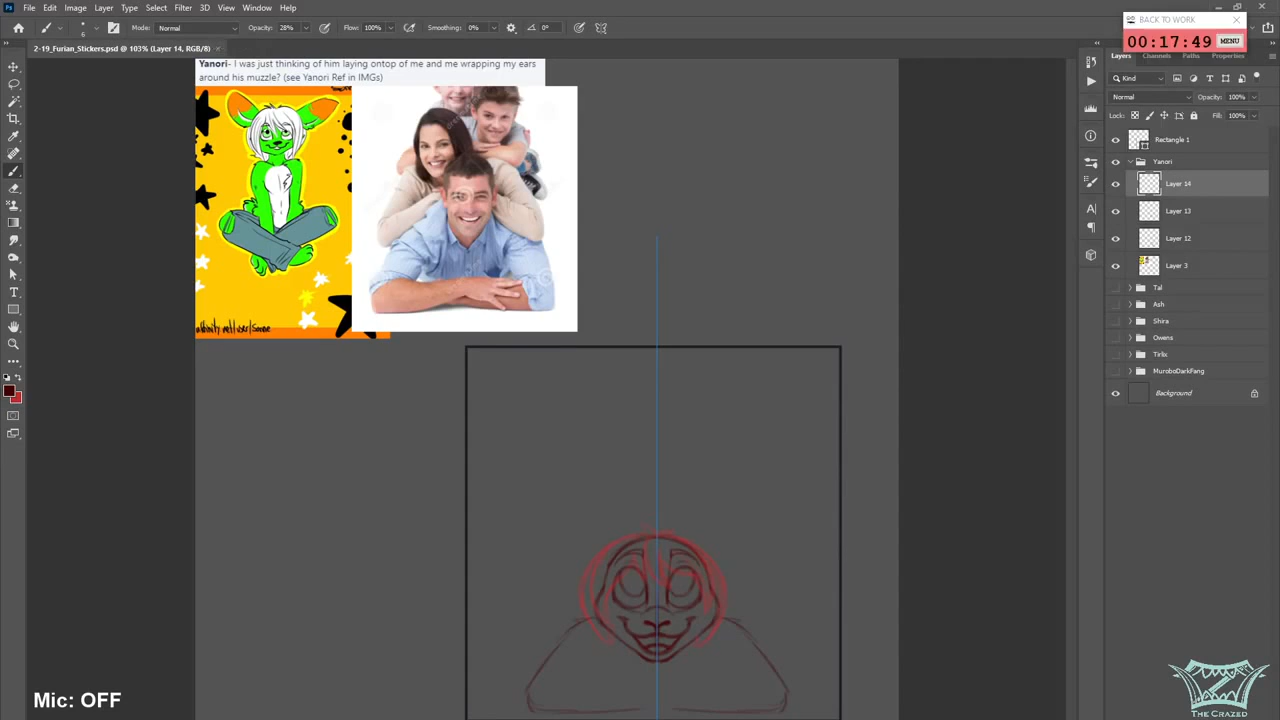 File Edit Image Layer Type Select Filter 3D View Window Help
BACK TO WORK
00:17:49 MENU
Mode: Normal Opacity: 28% Flow: 100% Smoothing: 0% 0°
6
2-19_Furian_Stickers.psd @ 103% (Layer 14, RGB/8)
Layers Channels Paths Properties
Yanori- I was just thinking of him laying ontop of me and me wrapping my ears
around his muzzle? (see Yanori Ref in IMGs)
Kind
Normal Opacity: 100%
Lock: Fill: 100%
Rectangle 1
Yanori
Layer 14
Layer 13
Layer 12
Layer 3
Tal
Ash
Shira
Owens
Tirlix
MuroboDarkFang
Background
Mic: OFF
THE CRAZED